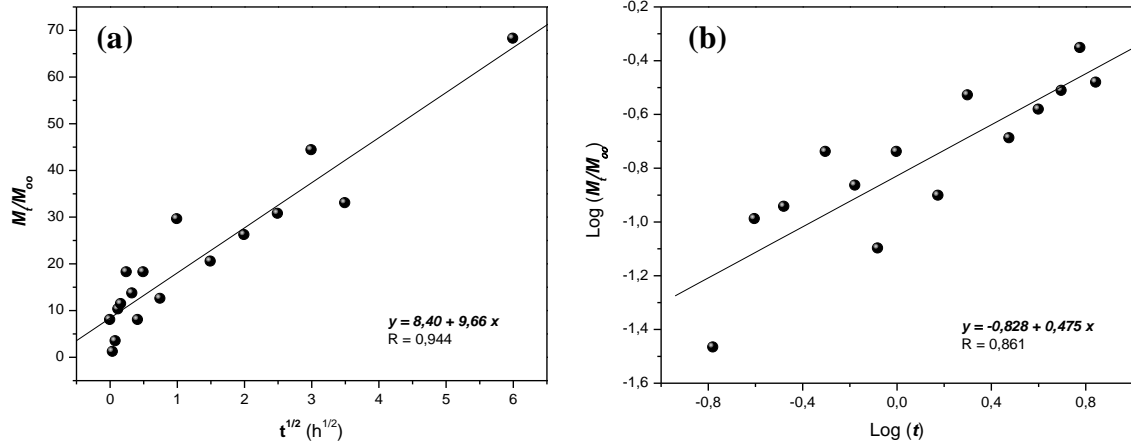 (a)
70
60
50
40
30
20
10
0
M_t/M_oo
0 1 2 3 4 5 6
t^1/2 (h^1/2)
y = 8,40 + 9,66 x
R = 0,944
(b)
-0,2
-0,4
-0,6
-0,8
-1,0
-1,2
-1,4
-1,6
Log (M_t/M_oo)
-0,8 -0,4 0,0 0,4 0,8
Log (t)
y = -0,828 + 0,475 x
R = 0,861